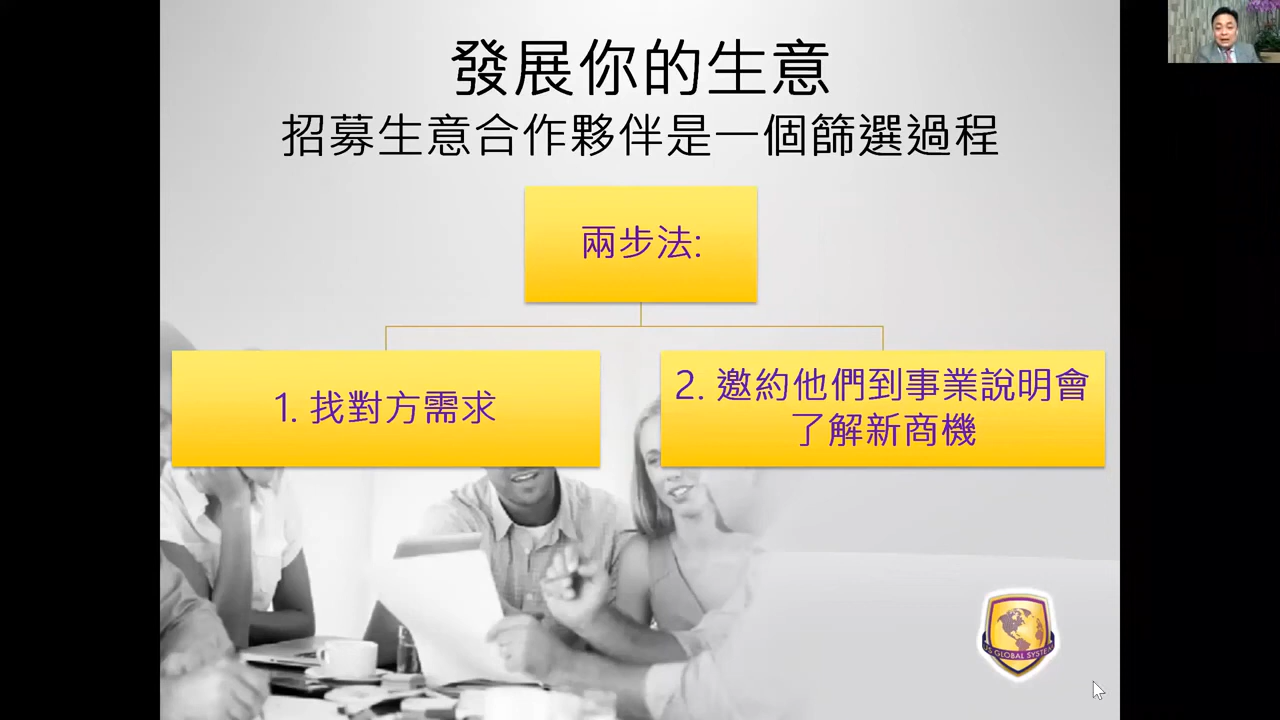 發展你的生意
招募生意合作夥伴是一個篩選過程
兩步法:
1. 找對方需求
2. 邀約他們到事業說明會
了解新商機
GLOBAL SYSTEM